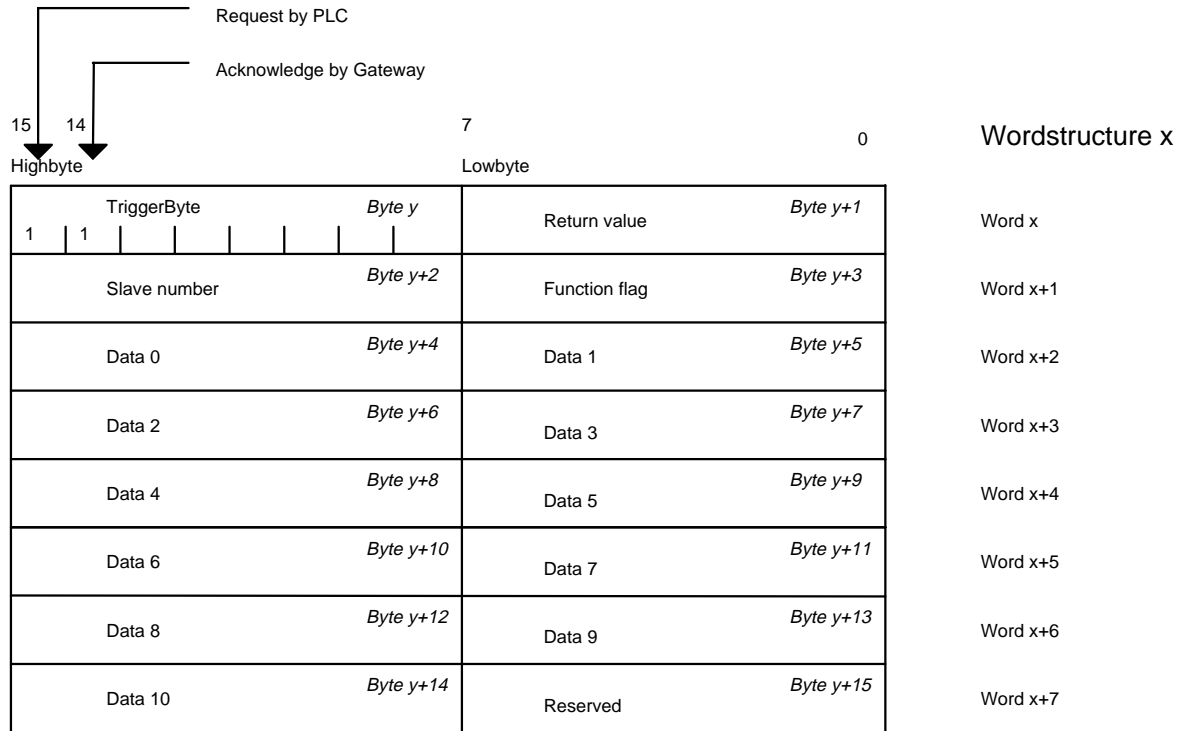 Request by PLC
Acknowledge by Gateway
15 14 7 0 Wordstructure x
Highbyte Lowbyte
TriggerByte Byte y Return value Byte y+1 Word x
1 1
Slave number Byte y+2 Function flag Byte y+3 Word x+1
Data 0 Byte y+4 Data 1 Byte y+5 Word x+2
Data 2 Byte y+6 Data 3 Byte y+7 Word x+3
Data 4 Byte y+8 Data 5 Byte y+9 Word x+4
Data 6 Byte y+10 Data 7 Byte y+11 Word x+5
Data 8 Byte y+12 Data 9 Byte y+13 Word x+6
Data 10 Byte y+14 Reserved Byte y+15 Word x+7